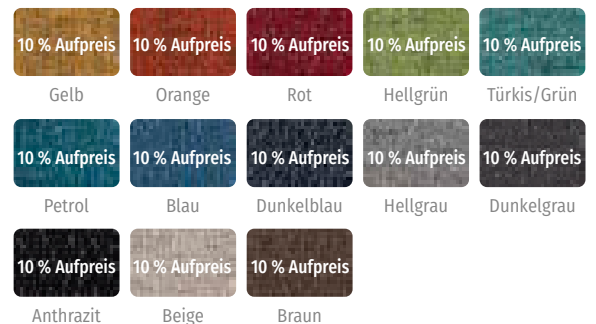 10 % Aufpreis 10 % Aufpreis 10 % Aufpreis 10 % Aufpreis 10 % Aufpreis
Gelb Orange Rot Hellgrün Türkis/Grün
10 % Aufpreis 10 % Aufpreis 10 % Aufpreis 10 % Aufpreis 10 % Aufpreis
Petrol Blau Dunkelblau Hellgrau Dunkelgrau
10 % Aufpreis 10 % Aufpreis 10 % Aufpreis
Anthrazit Beige Braun